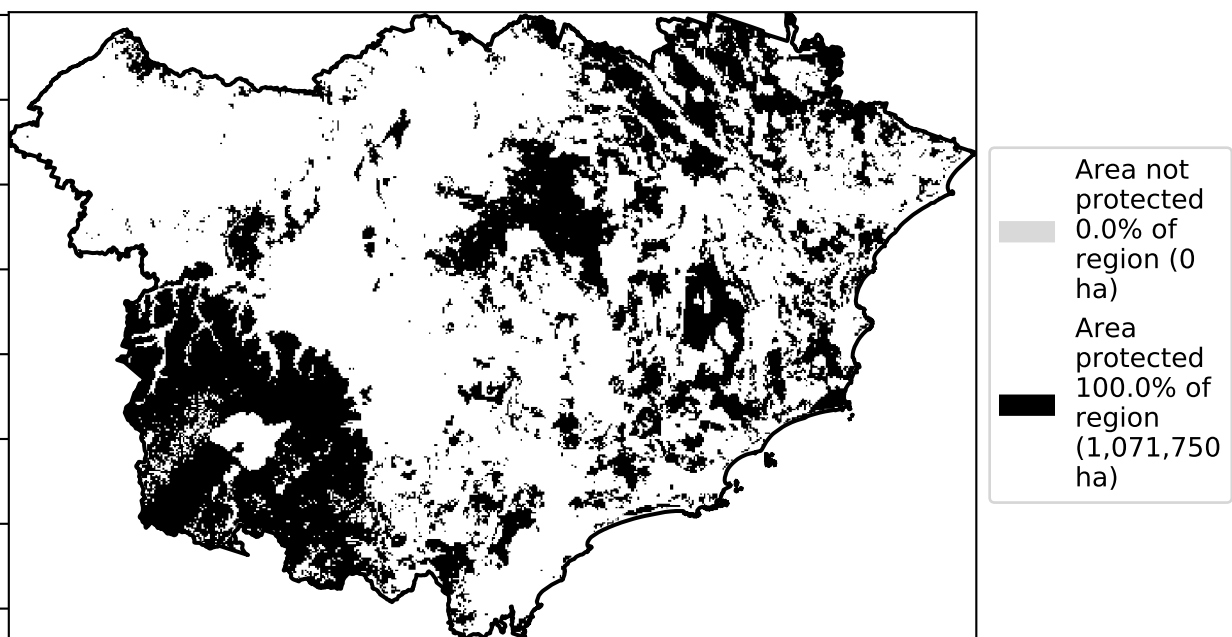 Area not
protected
0.0% of
region (0
ha)
Area
protected
100.0% of
region
(1,071,750
ha)